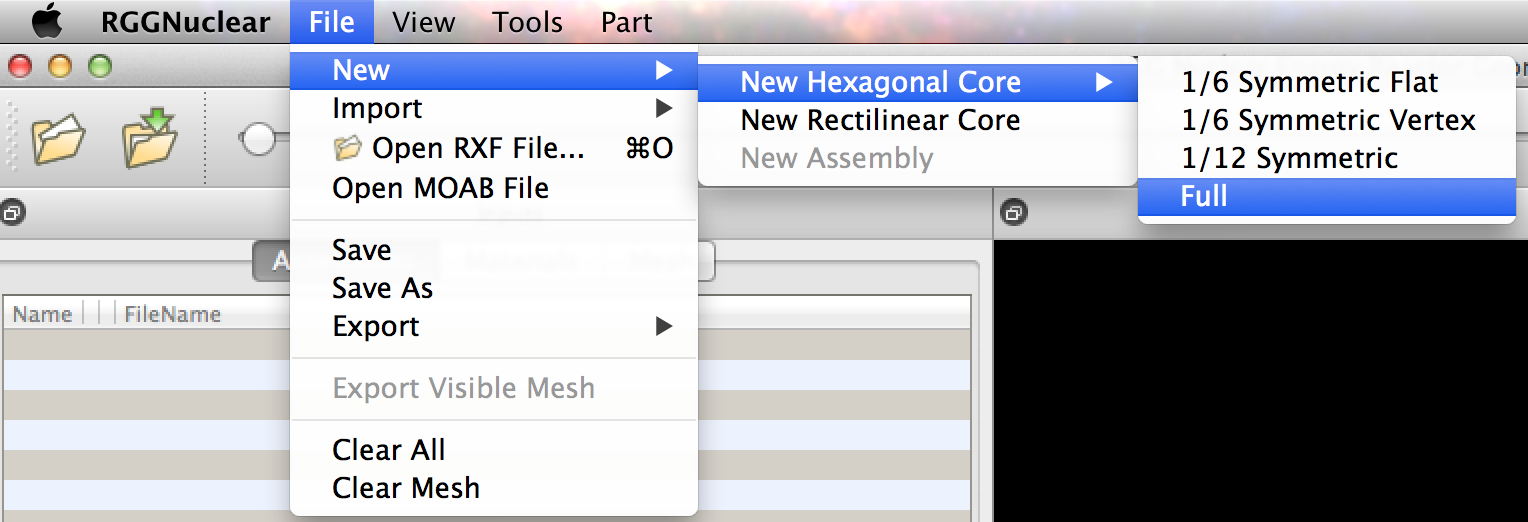 RGGNuclear File View Tools Part
New
Import
Open RXF File... ⌘O
Open MOAB File
Save
Save As
Export
Export Visible Mesh
Clear All
Clear Mesh
New Hexagonal Core
New Rectilinear Core
New Assembly
1/6 Symmetric Flat
1/6 Symmetric Vertex
1/12 Symmetric
Full
Name FileName